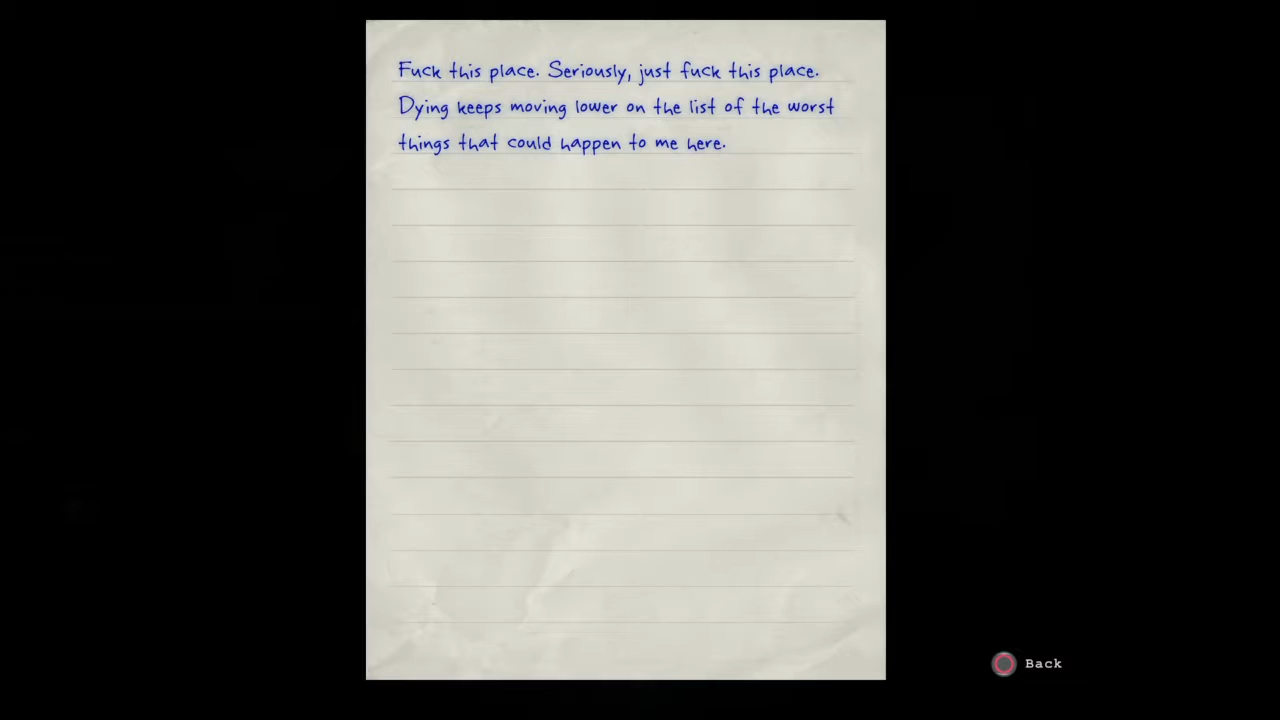 Fuck this place. Seriously, just fuck this place.
Dying keeps moving lower on the list of the worst
things that could happen to me here.
Back